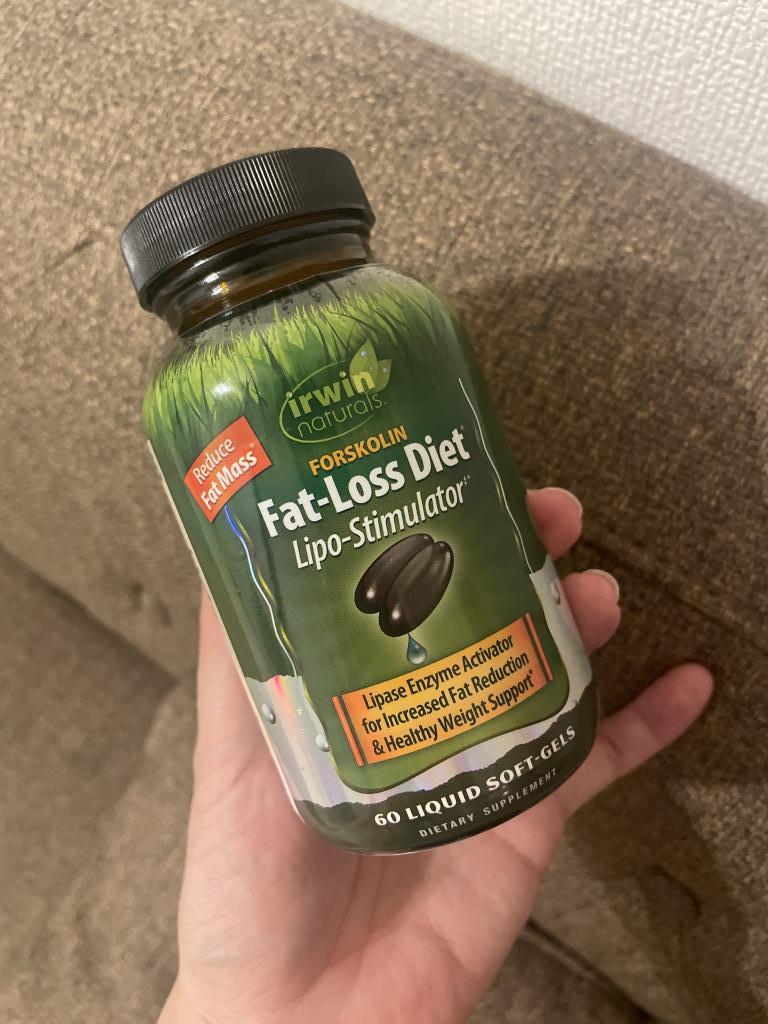 irwin
naturals®
FORSKOLIN
Reduce
Fat Mass*
Fat-Loss Diet®
Lipo-Stimulator‡*
Lipase Enzyme Activator
for Increased Fat Reduction
& Healthy Weight Support*
60 LIQUID SOFT-GELS
DIETARY SUPPLEMENT